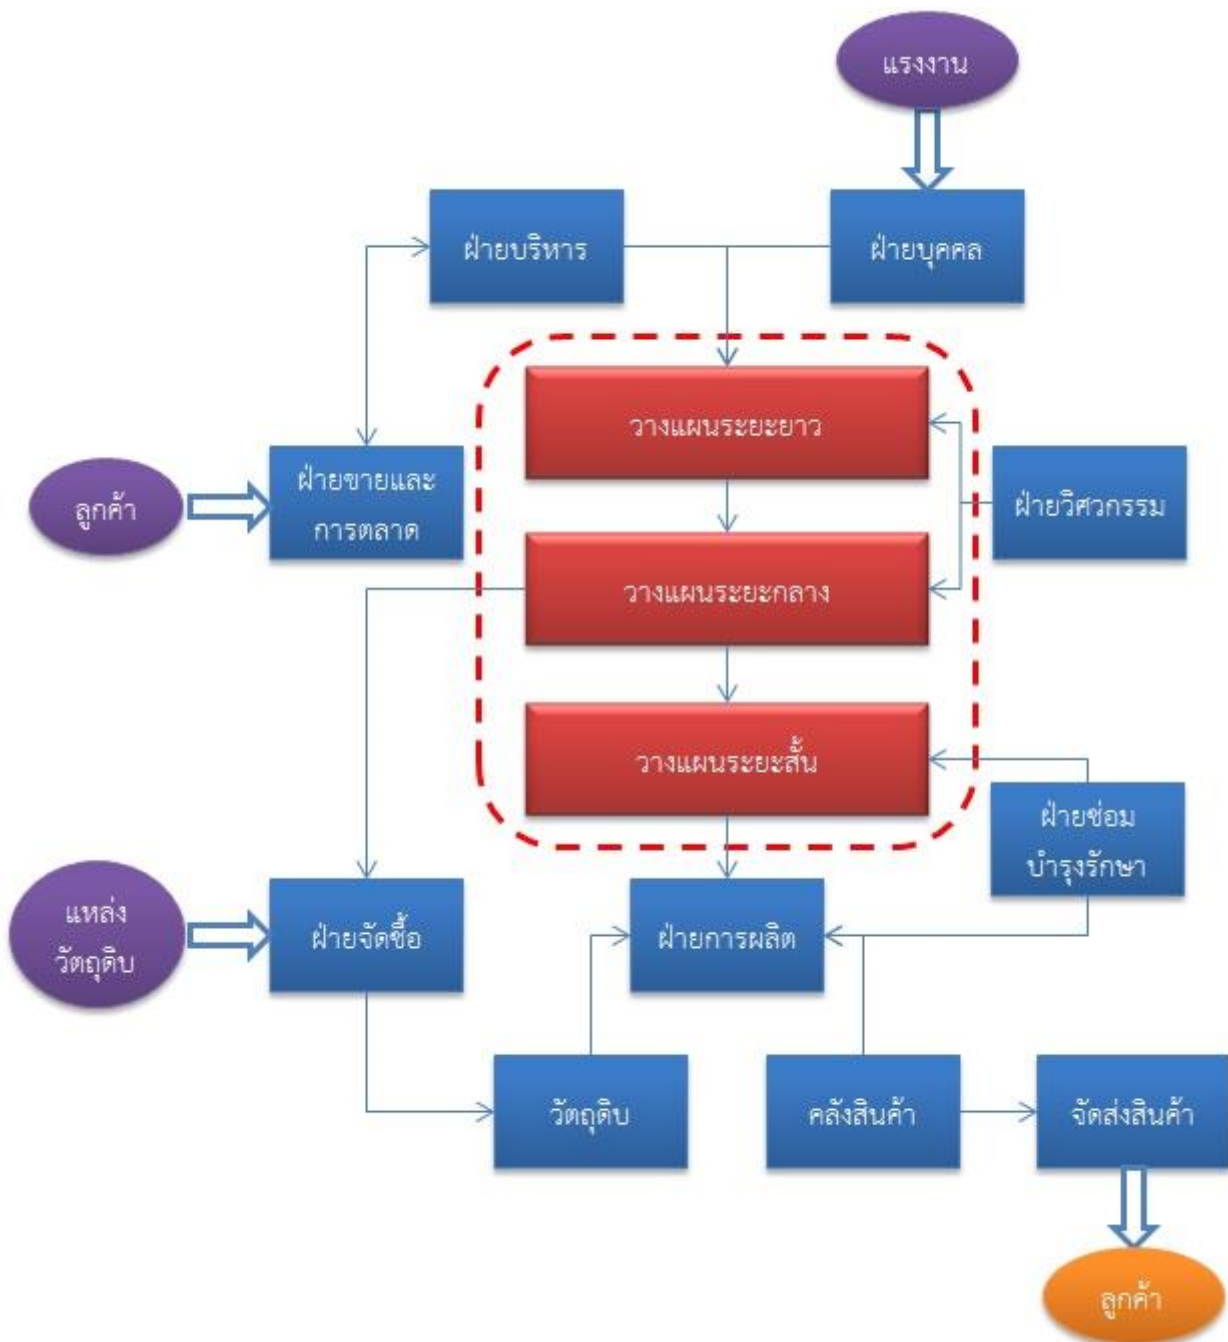 แรงงาน
ฝ่ายบริหาร
ฝ่ายบุคคล
วางแผนระยะยาว
ลูกค้า
ฝ่ายขายและ
การตลาด
ฝ่ายวิศวกรรม
วางแผนระยะกลาง
วางแผนระยะสั้น
ฝ่ายซ่อม
บำรุงรักษา
แหล่ง
วัตถุดิบ
ฝ่ายจัดซื้อ
ฝ่ายการผลิต
วัตถุดิบ
คลังสินค้า
จัดส่งสินค้า
ลูกค้า